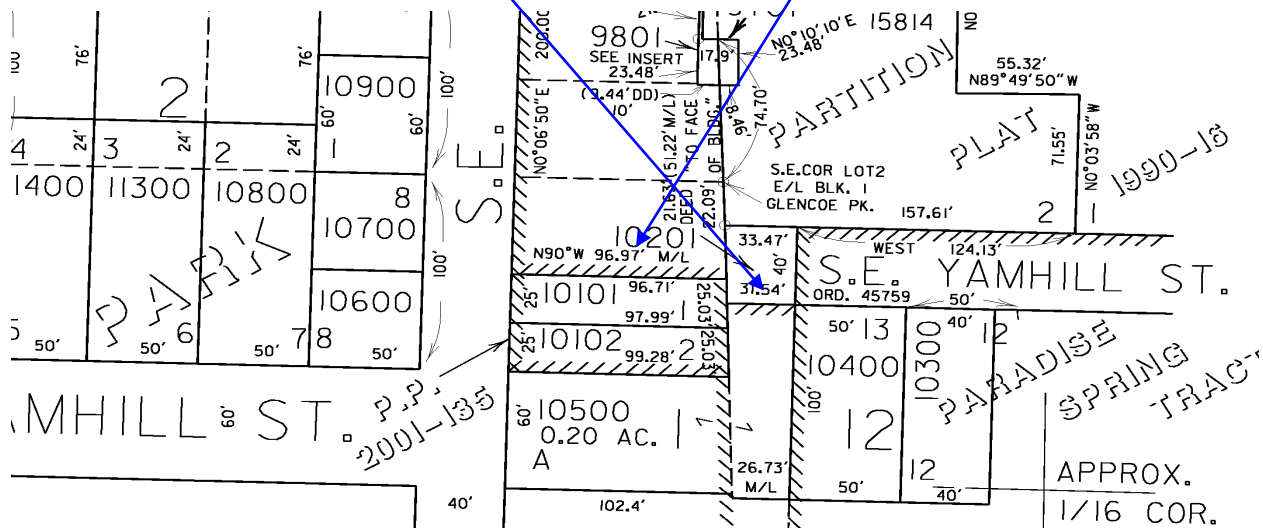 100'
76'
2
76'
10900
60'
60'
100'
200.00
9801
SEE INSERT
23.48'
17.9'
N0°10'10"E
23.48'
15814
NO
55.32'
N89°49'50"W
(9.44'DD)
10'
8.46'
74.70'
PARTITION
PLAT
71.55'
N0°03'58"W
1990-18
4
24'
3
24'
2
24'
1
S.E.
N0°06'50"E
21.63'(51.22'M/L)
DEED "TO FACE
22.09' OF BLDG."
S.E.COR LOT2
E/L BLK. 1
GLENCOE PK.
157.61'
2
1
1400
11300
10800
8
10700
100'
10201
N90°W 96.97' M/L
33.47'
40'
31.54'
WEST
124.13'
S.E. YAMHILL ST.
ORD. 45759
50'
PARK
10600
25'
10101
96.71'
97.99'
1
25.03'
25'
10102
99.28'
2
25.03'
50'
13
40'
12
10400
10300
100'
12
PARADISE
SPRING
TRACT
5
50'
50'
6
50'
7
8
50'
P.P.
2001-135
AMHILL ST.
60'
60'
10500
0.20 AC.
A
1
26.73'
M/L
50'
12
40'
APPROX.
1/16 COR.
40'
102.4'